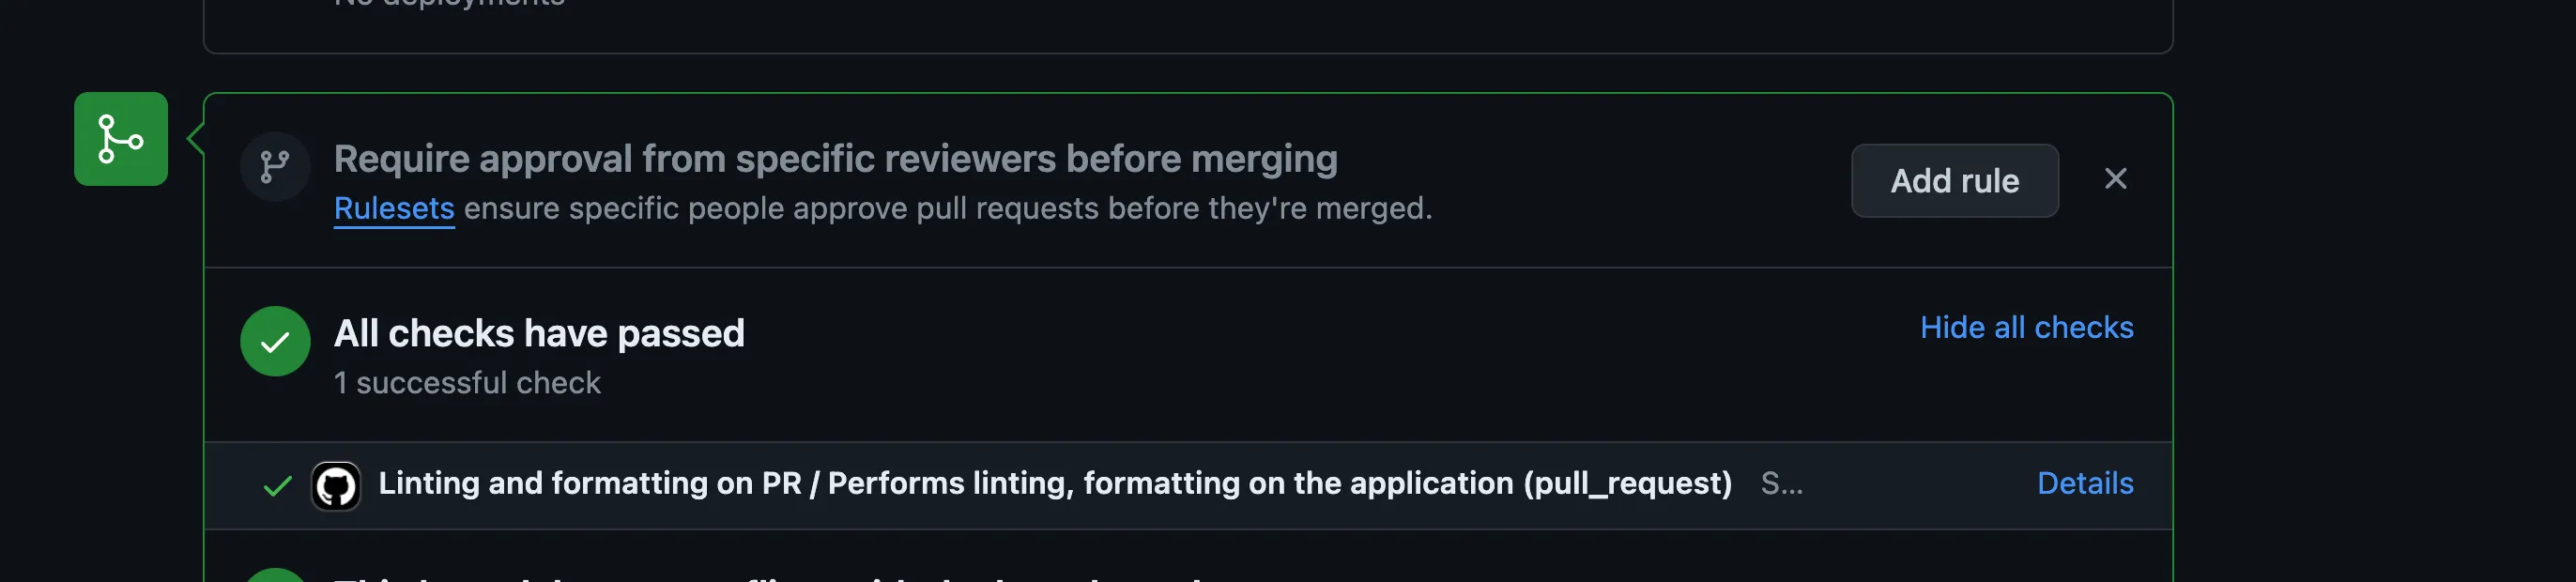 No deployments
Require approval from specific reviewers before merging
Add rule
Rulesets ensure specific people approve pull requests before they're merged.
All checks have passed
Hide all checks
1 successful check
Linting and formatting on PR / Performs linting, formatting on the application (pull_request) S...
Details